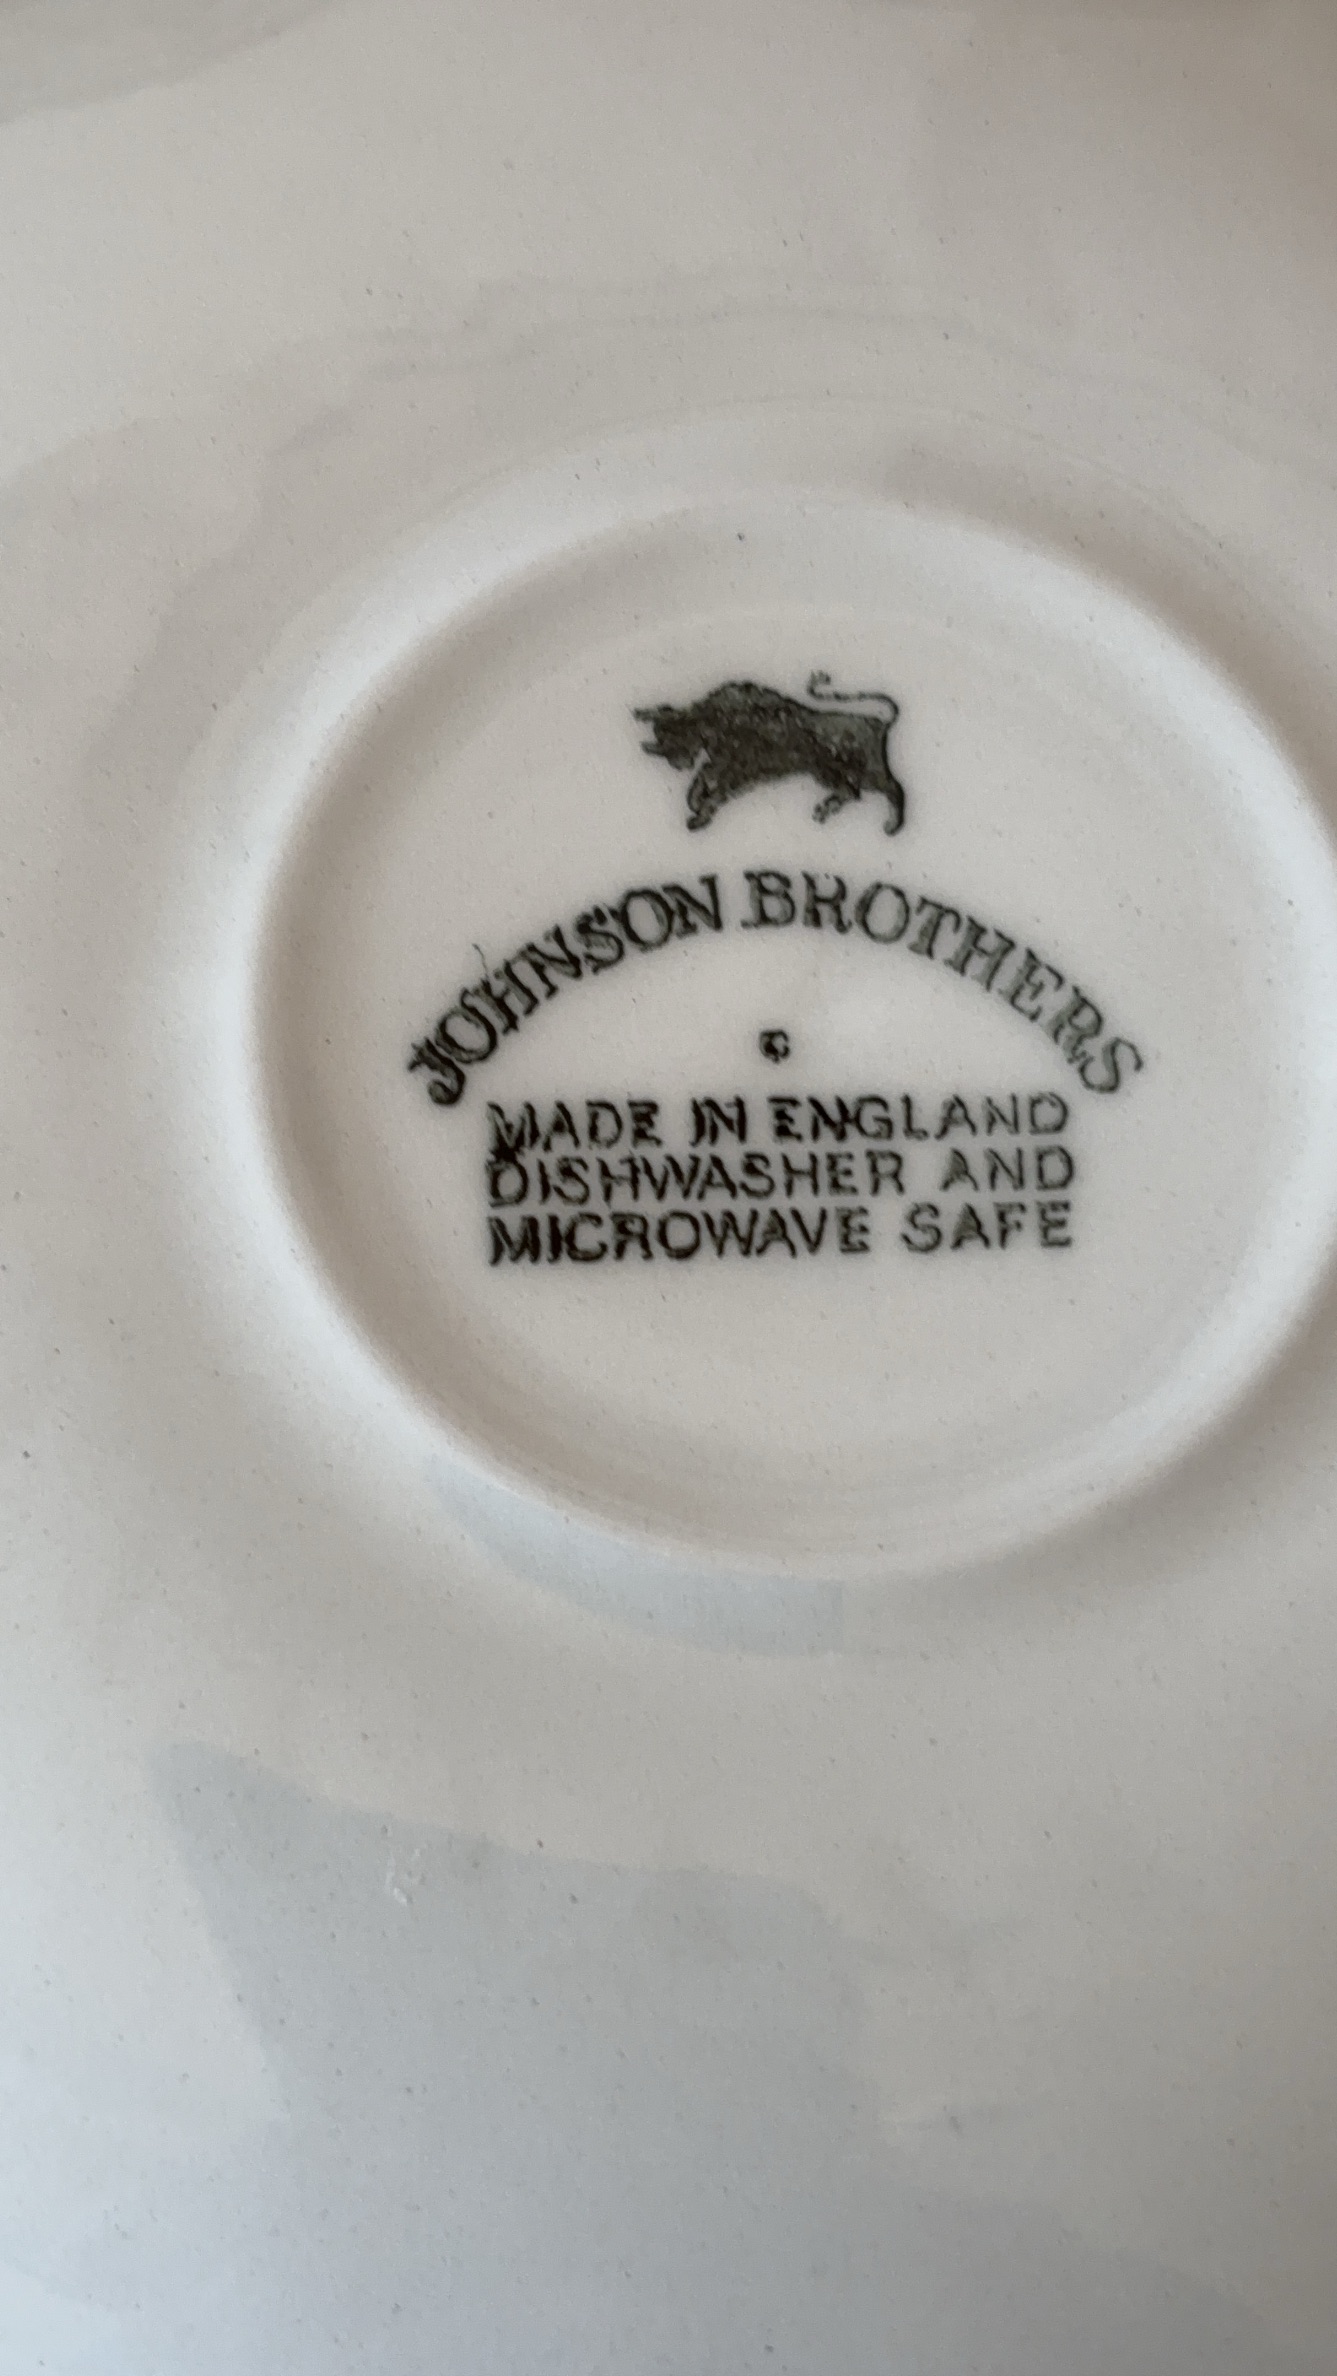 JOHNSON BROTHERS
©
MADE IN ENGLAND
DISHWASHER AND
MICROWAVE SAFE